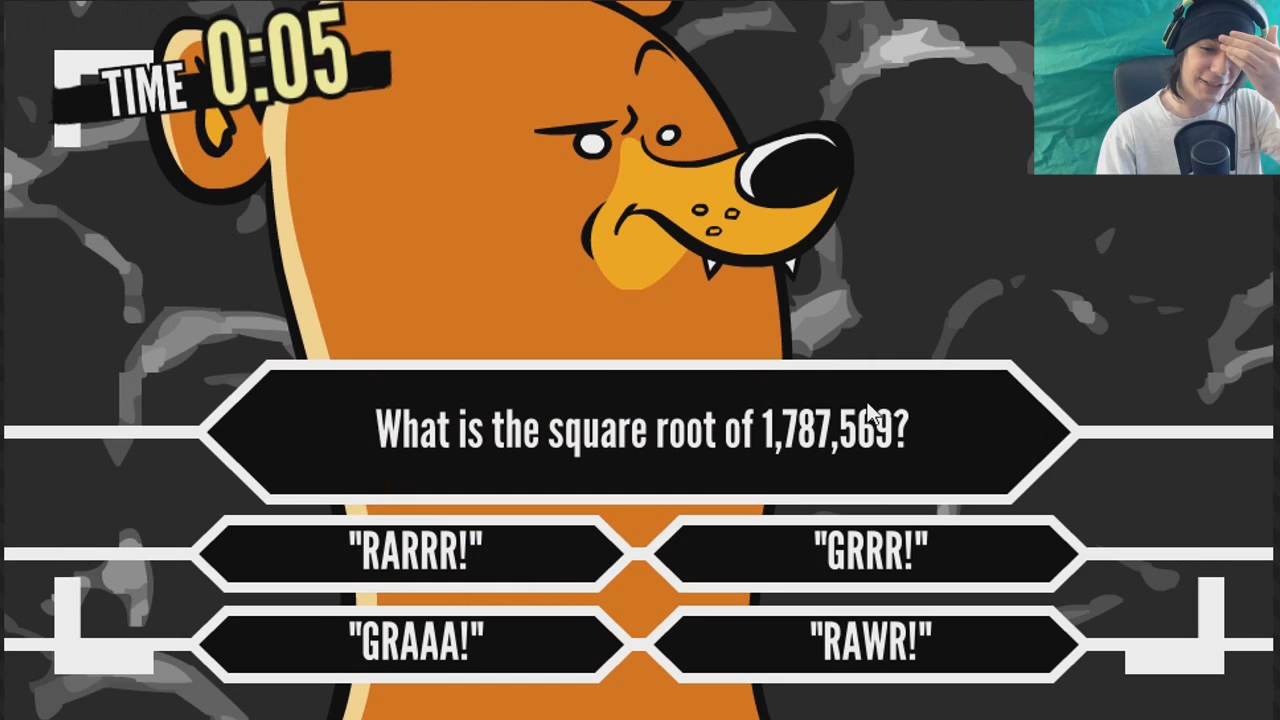 TIME 0:05
What is the square root of 1,787,569?
"RARRR!"
"GRRR!"
"GRAAA!"
"RAWR!"